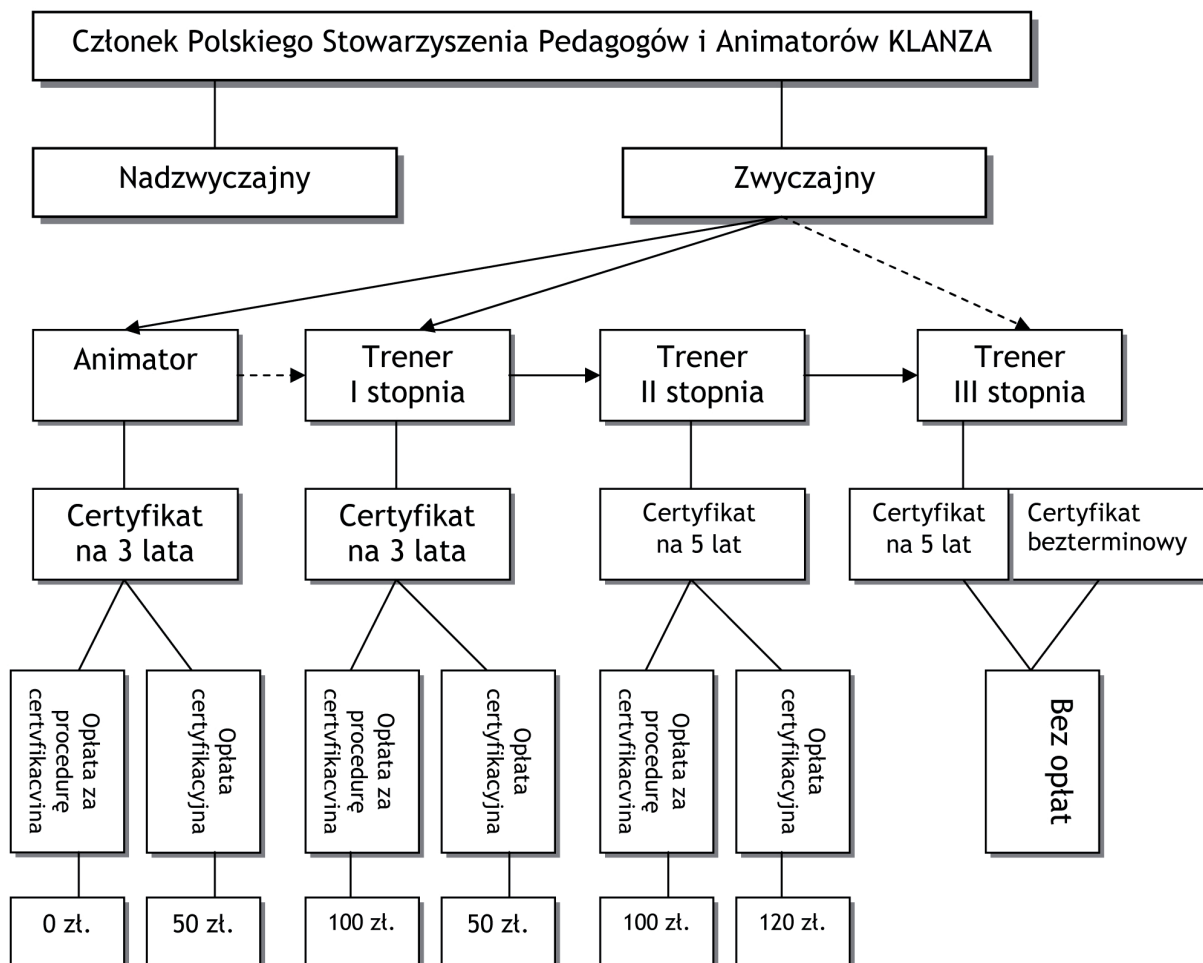 Członek Polskiego Stowarzyszenia Pedagogów i Animatorów KLANZA
Nadzwyczajny
Zwyczajny
Animator
Trener
I stopnia
Trener
II stopnia
Trener
III stopnia
Certyfikat
na 3 lata
Certyfikat
na 3 lata
Certyfikat
na 5 lat
Certyfikat
na 5 lat
Certyfikat
bezterminowy
Opłata za
procedurę
certyfikacyjną
Opłata
certyfikacyjna
Opłata za
procedurę
certyfikacyjną
Opłata
certyfikacyjna
Opłata za
procedurę
certyfikacyjną
Opłata
certyfikacyjna
Bez opłat
0 zł.
50 zł.
100 zł.
50 zł.
100 zł.
120 zł.